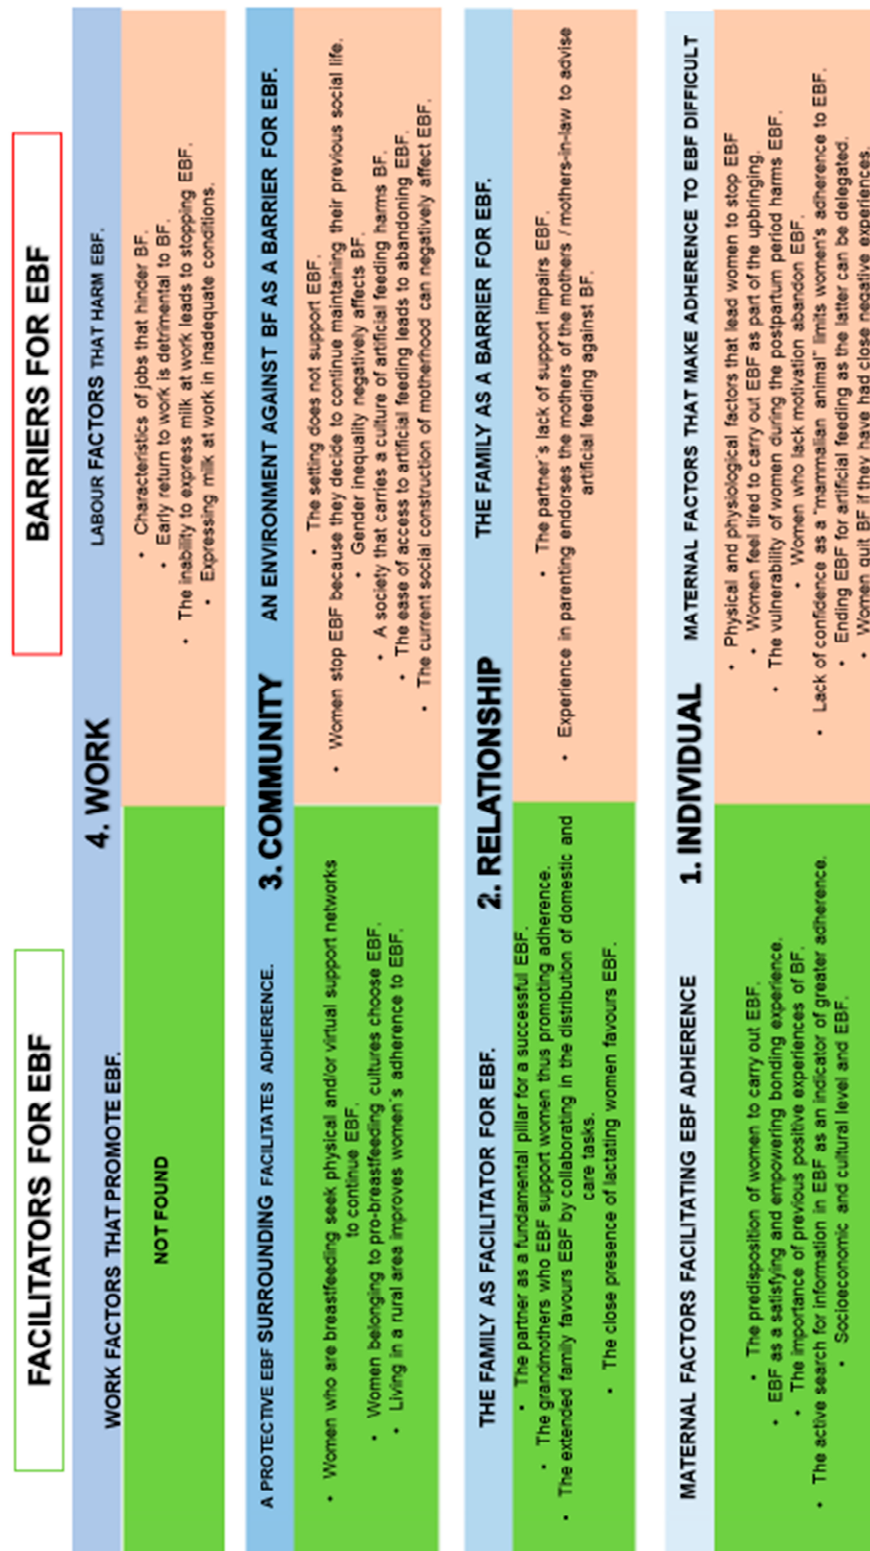 FACILITATORS FOR EBF
BARRIERS FOR EBF
4. WORK
WORK FACTORS THAT PROMOTE EBF.
LABOUR FACTORS THAT HARM EBF.
NOT FOUND
• Characteristics of jobs that hinder BF.
• Early return to work is detrimental to BF.
• The inability to express milk at work leads to stopping EBF.
• Expressing milk at work in inadequate conditions.
3. COMMUNITY
A PROTECTIVE EBF SURROUNDING FACILITATES ADHERENCE.
AN ENVIRONMENT AGAINST BF AS A BARRIER FOR EBF.
• Women who are breastfeeding seek physical and/or virtual support networks
to continue EBF.
• Women belonging to pro-breastfeeding cultures choose EBF.
• Living in a rural area improves women´s adherence to EBF.
• The setting does not support EBF.
• Women stop EBF because they decide to continue maintaining their previous social life.
• Gender inequality negatively affects BF.
• A society that carries a culture of artificial feeding harms BF.
• The ease of access to artificial feeding leads to abandoning EBF.
• The current social construction of motherhood can negatively affect EBF.
2. RELATIONSHIP
THE FAMILY AS FACILITATOR FOR EBF.
THE FAMILY AS A BARRIER FOR EBF.
• The partner as a fundamental pillar for a successful EBF.
• The grandmothers who EBF support women thus promoting adherence.
• The extended family favours EBF by collaborating in the distribution of domestic and
care tasks.
• The close presence of lactating women favours EBF.
• The partner´s lack of support impairs EBF.
• Experience in parenting endorses the mothers of the mothers / mothers-in-law to advise
artificial feeding against BF.
1. INDIVIDUAL
MATERNAL FACTORS FACILITATING EBF ADHERENCE
MATERNAL FACTORS THAT MAKE ADHERENCE TO EBF DIFFICULT
• The predisposition of women to carry out EBF.
• EBF as a satisfying and empowering bonding experience.
• The importance of previous positive experiences of BF.
• The active search for information in EBF as an indicator of greater adherence.
• Socioeconomic and cultural level and EBF.
• Physical and physiological factors that lead women to stop EBF
• Women feel tired to carry out EBF as part of the upbringing.
• The vulnerability of women during the postpartum period harms EBF.
• Women who lack motivation abandon EBF.
• Lack of confidence as a "mammalian animal" limits women's adherence to EBF.
• Ending EBF for artificial feeding as the latter can be delegated.
• Women quit BF if they have had close negative experiences.